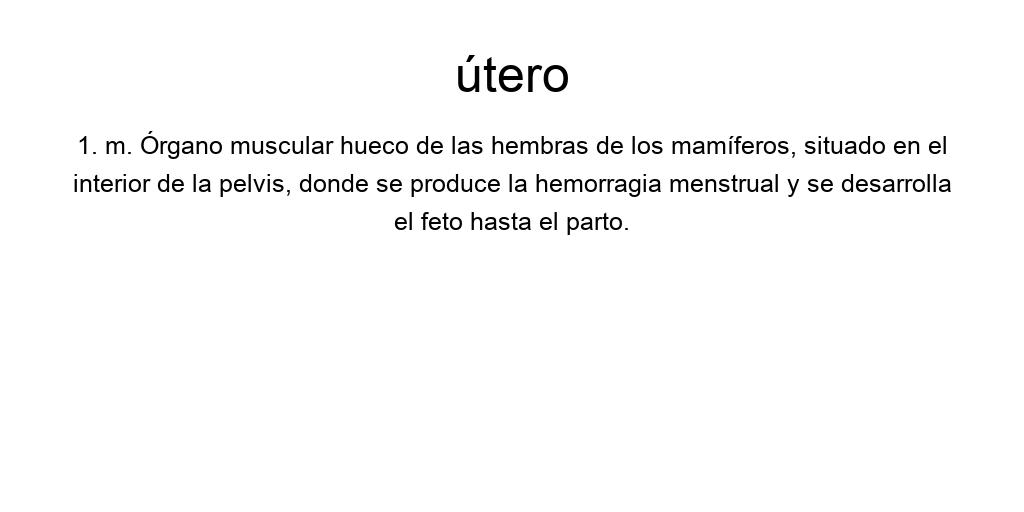 útero
1. m. Órgano muscular hueco de las hembras de los mamíferos, situado en el
interior de la pelvis, donde se produce la hemorragia menstrual y se desarrolla
el feto hasta el parto.